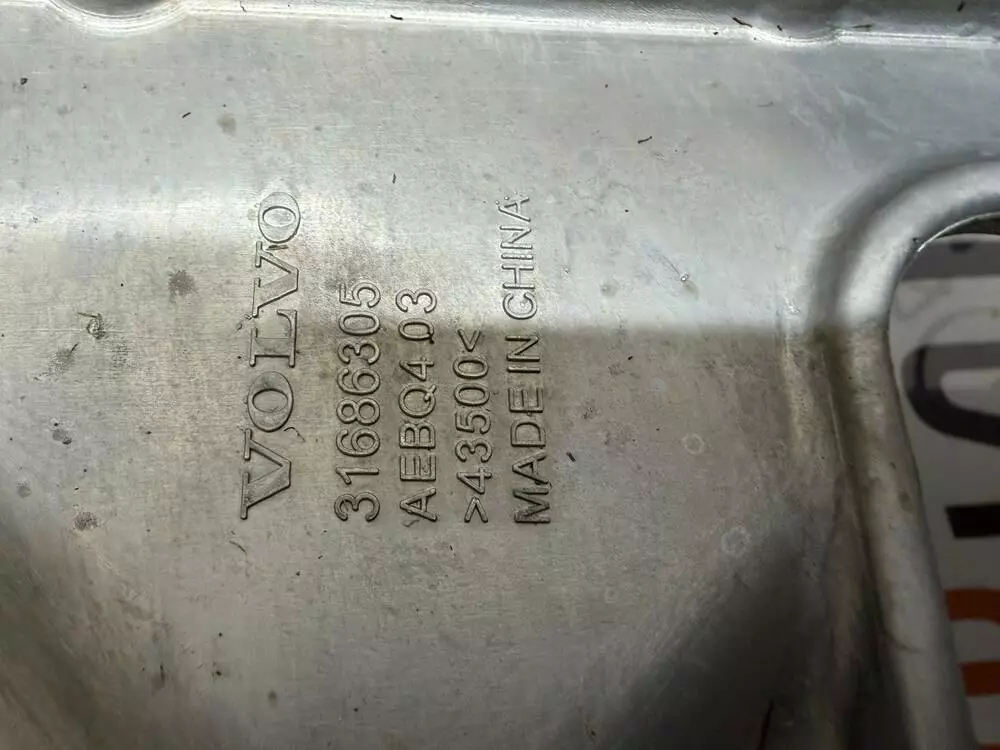 VOLVO
31686305
AEBQ4.03
>43500<
MADE IN CHINA